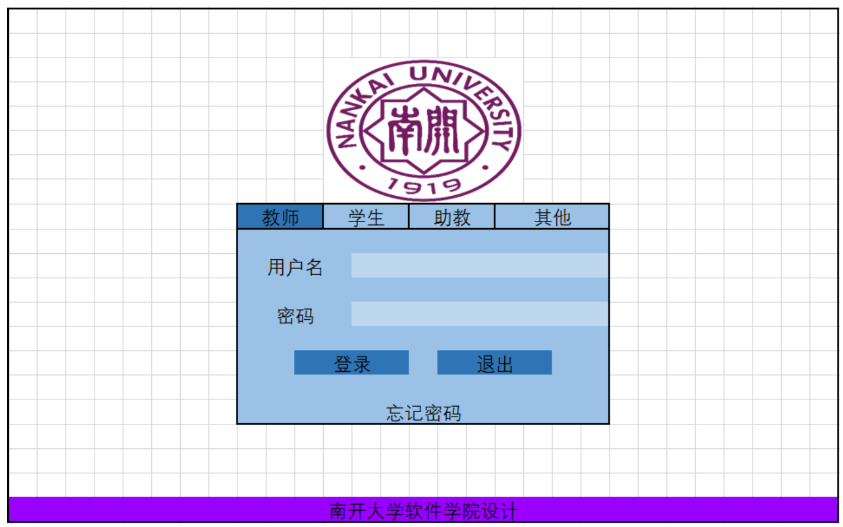 NANKAI UNIVERSITY
南開
· 1919 ·
教师 学生 助教 其他
用户名
密码
登录 退出
忘记密码
南开大学软件学院设计